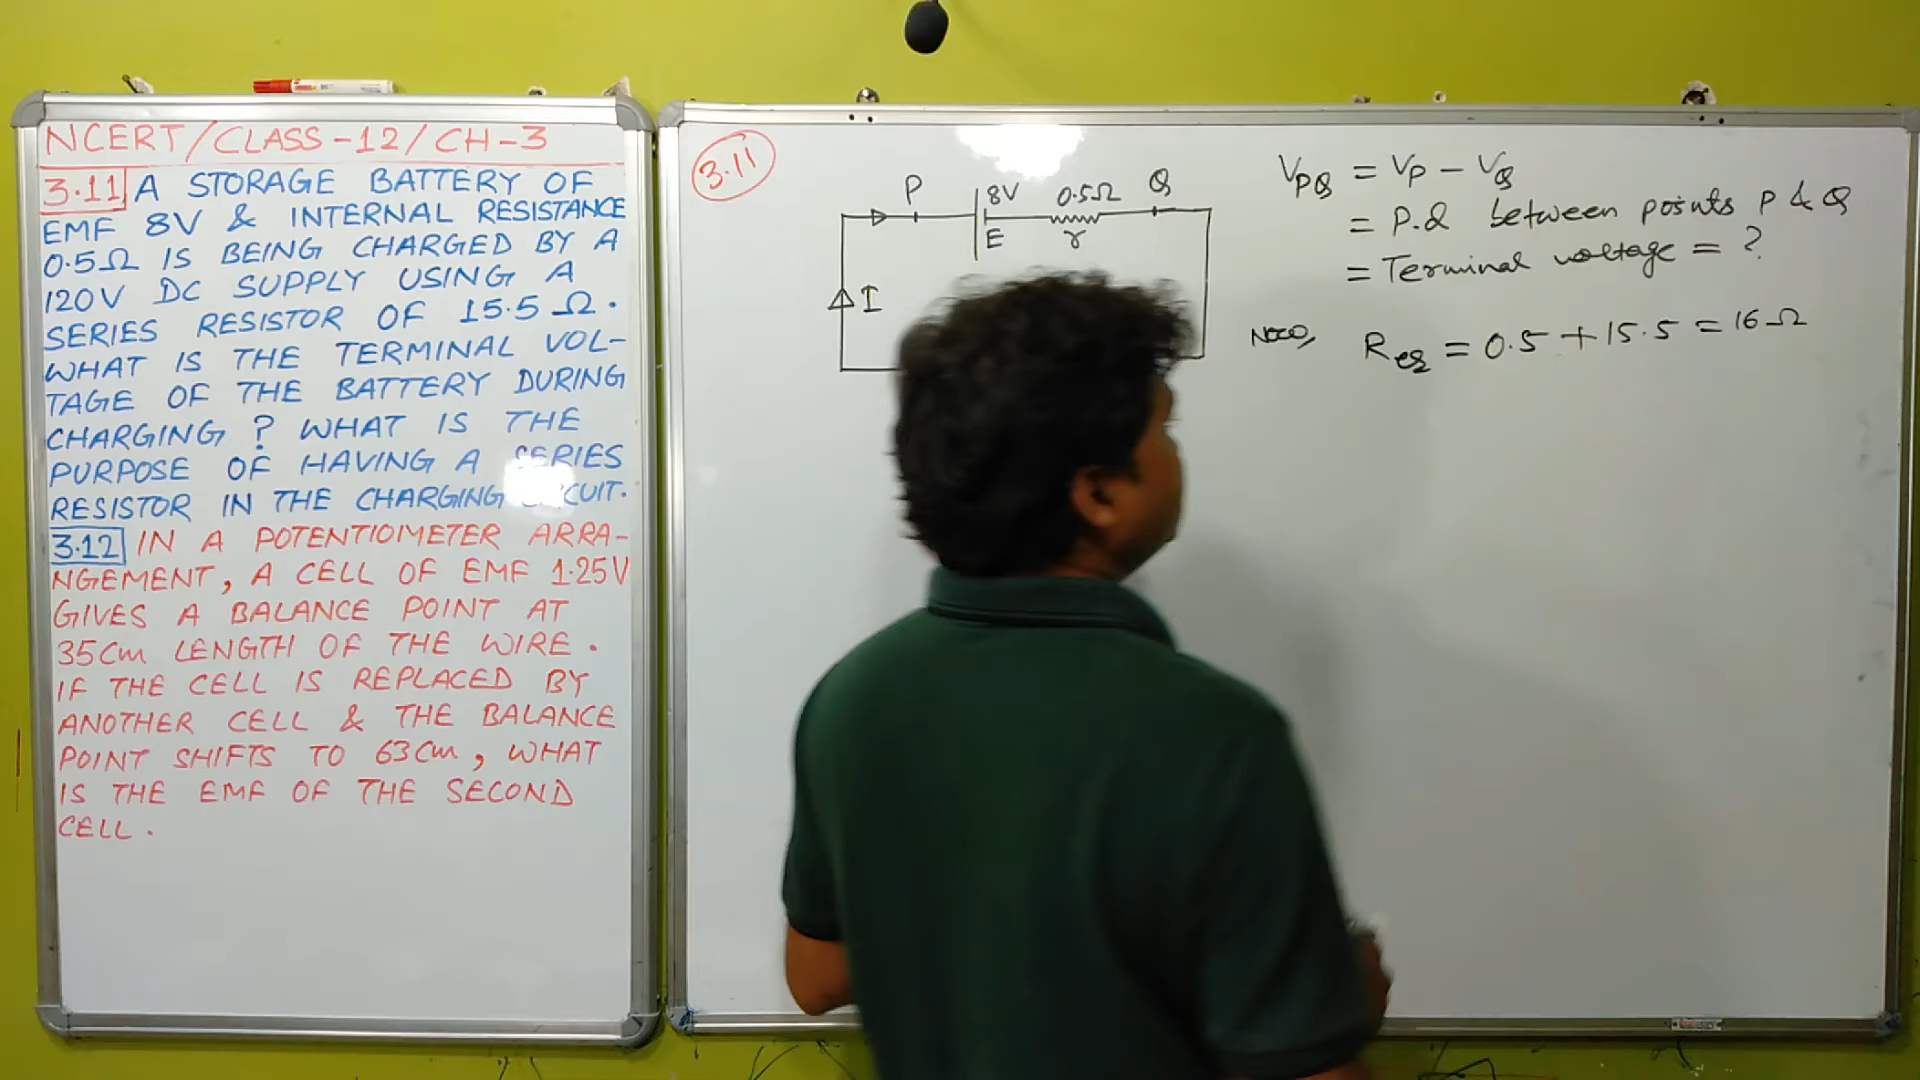 NCERT/CLASS-12/CH-3
3.11 A STORAGE BATTERY OF
EMF 8V & INTERNAL RESISTANCE
0.5Ω IS BEING CHARGED BY A
120V DC SUPPLY USING A
SERIES RESISTOR OF 15.5 Ω.
WHAT IS THE TERMINAL VOL-
TAGE OF THE BATTERY DURING
CHARGING ? WHAT IS THE
PURPOSE OF HAVING A SERIES
RESISTOR IN THE CHARGING CUIT.
3.12 IN A POTENTIOMETER ARRA-
NGEMENT, A CELL OF EMF 1.25V
GIVES A BALANCE POINT AT
35cm LENGTH OF THE WIRE.
IF THE CELL IS REPLACED BY
ANOTHER CELL & THE BALANCE
POINT SHIFTS TO 63cm, WHAT
IS THE EMF OF THE SECOND
CELL.
3.11
P 8V 0.5Ω Q
E r
I
VPQ = VP - VQ
= P.d between points P & Q
= Terminal voltage = ?
Now, Req = 0.5 + 15.5 = 16Ω